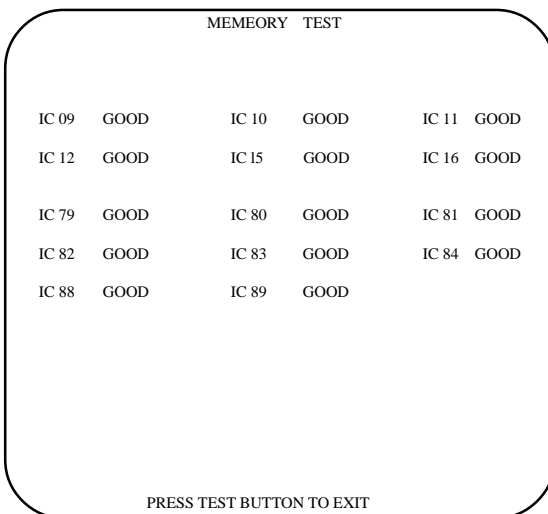 MEMEORY TEST
IC 09 GOOD IC 10 GOOD IC 11 GOOD
IC 12 GOOD IC l5 GOOD IC 16 GOOD
IC 79 GOOD IC 80 GOOD IC 81 GOOD
IC 82 GOOD IC 83 GOOD IC 84 GOOD
IC 88 GOOD IC 89 GOOD
PRESS TEST BUTTON TO EXIT